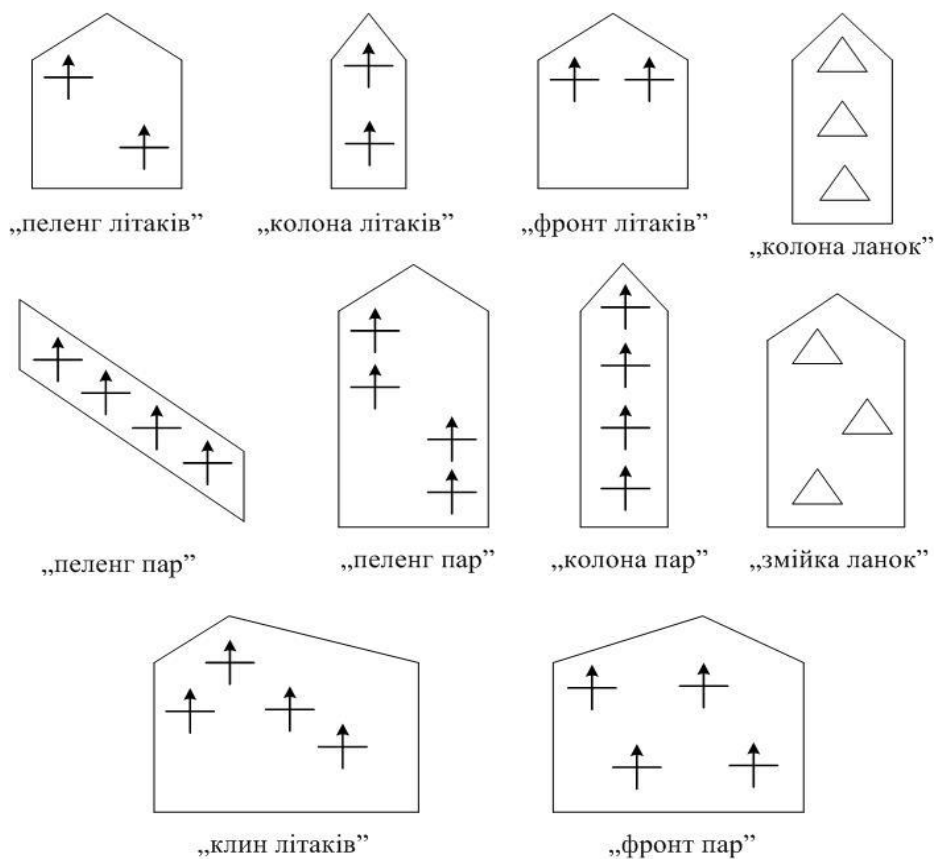 „пеленг літаків”
„колона літаків”
„фронт літаків”
„колона ланок”
„пеленг пар”
„пеленг пар”
„колона пар”
„змійка ланок”
„клин літаків”
„фронт пар”